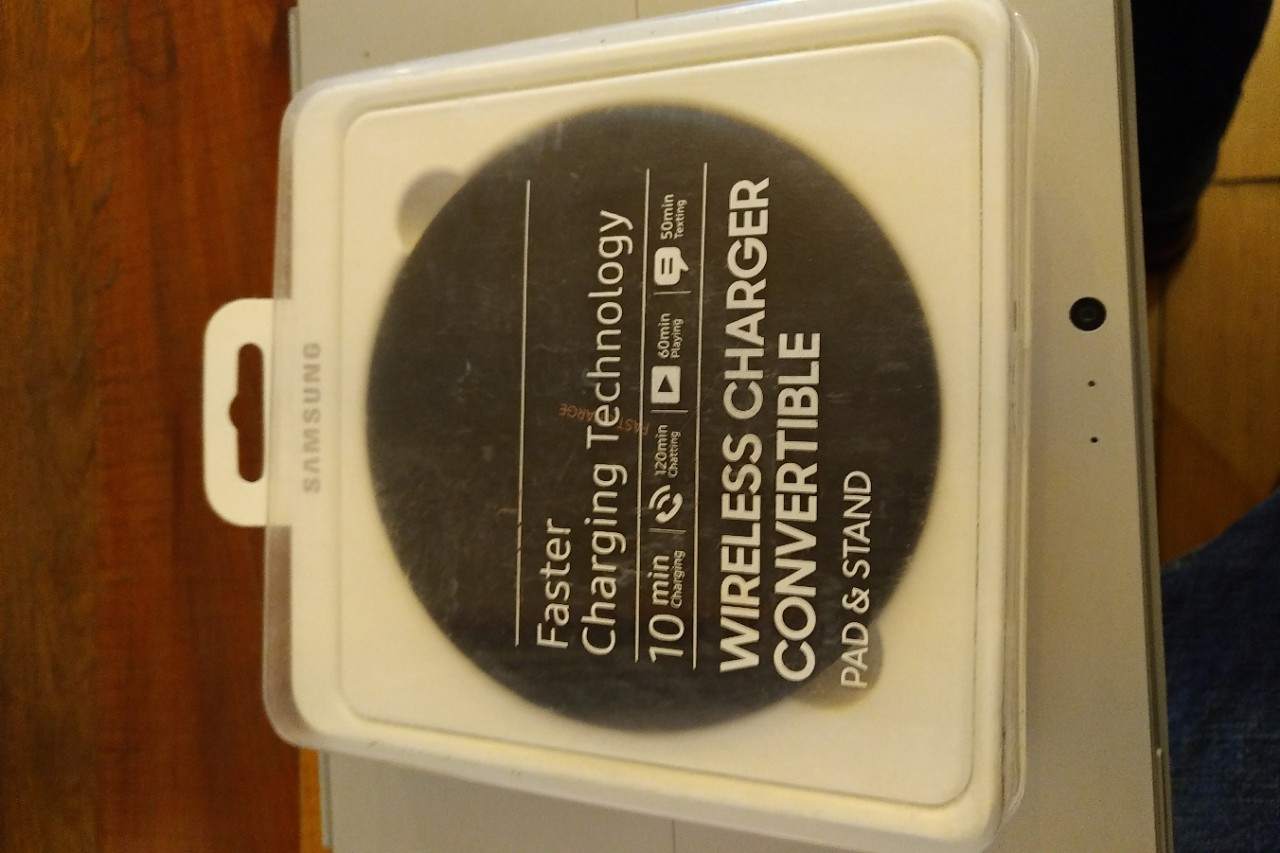 SAMSUNG
Faster
Charging Technology
10 min
Charging
120min
Chatting
60min
Playing
50min
Texting
WIRELESS CHARGER
CONVERTIBLE
PAD & STAND
FAST